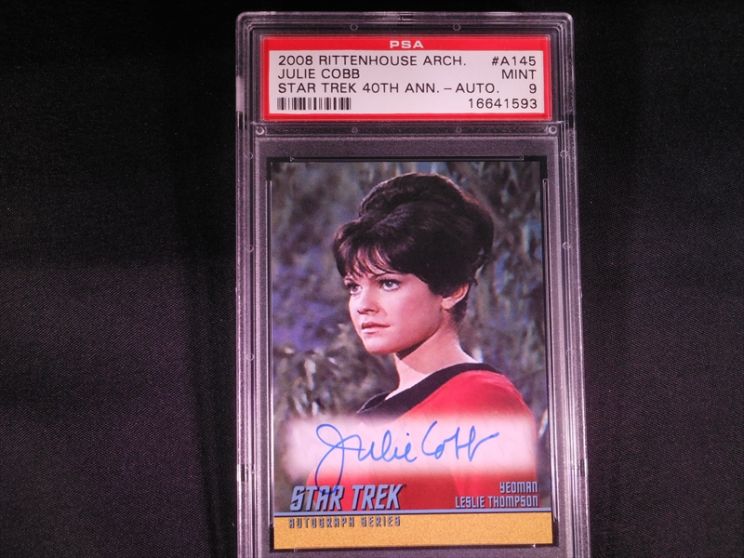 PSA
2008 RITTENHOUSE ARCH. #A145
JULIE COBB MINT
STAR TREK 40TH ANN. - AUTO. 9
16641593
Julie Cobb
STAR TREK YEOMAN
LESLIE THOMPSON
AUTOGRAPH SERIES